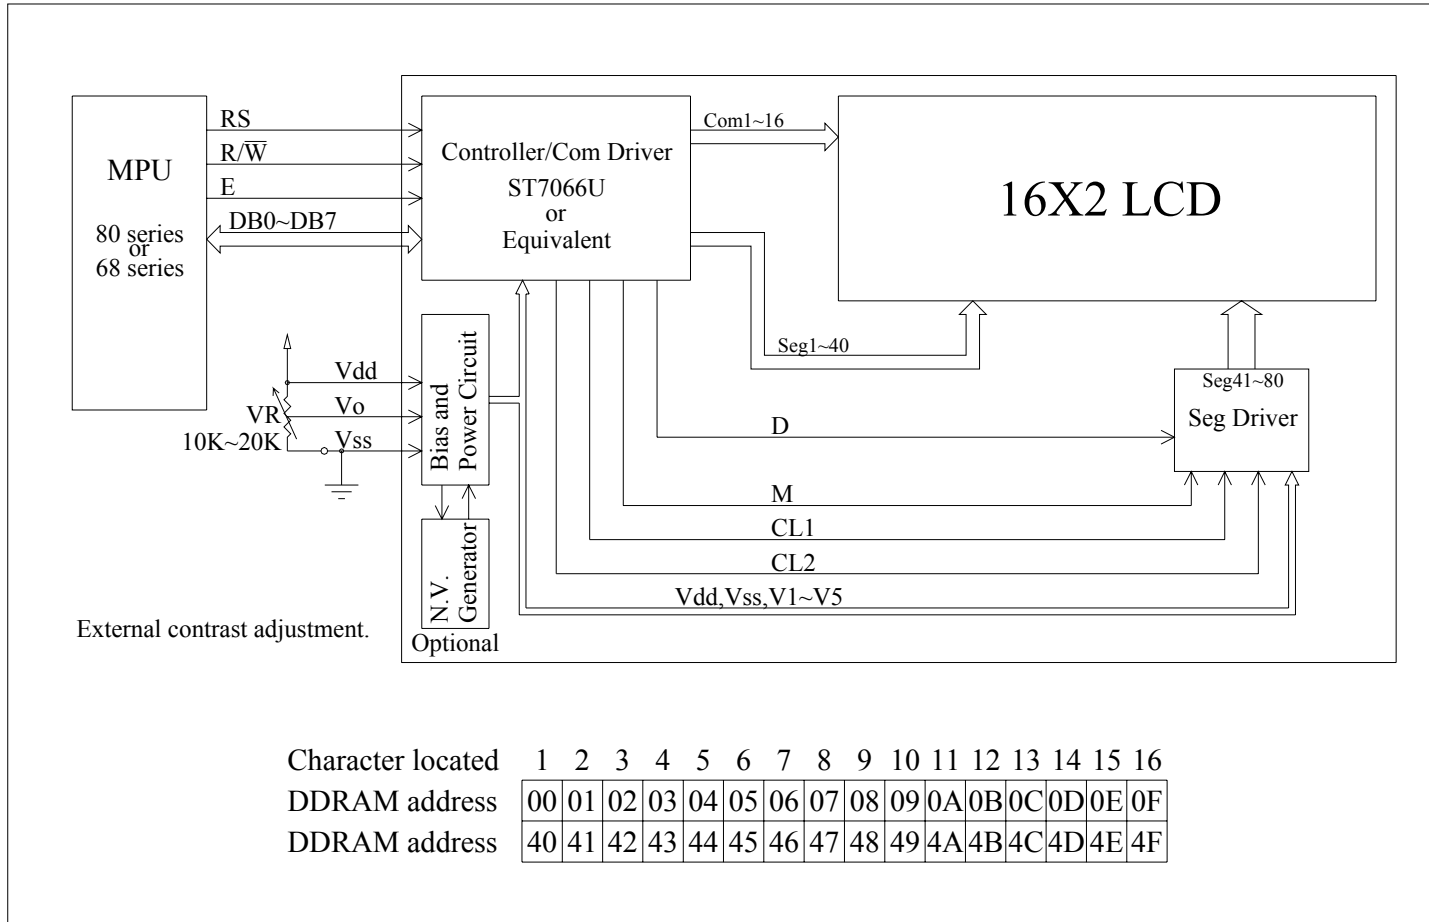 MPU
80 series
or
68 series
RS
R/W̅
E
DB0~DB7
Controller/Com Driver
ST7066U
or
Equivalent
Com1~16
16X2 LCD
Seg1~40
Seg41~80
Seg Driver
Vdd
Vo
VR
10K~20K
Vss
Bias and
Power Circuit
N.V.
Generator
Optional
D
M
CL1
CL2
Vdd,Vss,V1~V5
External contrast adjustment.
Character located 1 2 3 4 5 6 7 8 9 10 11 12 13 14 15 16
DDRAM address 00 01 02 03 04 05 06 07 08 09 0A 0B 0C 0D 0E 0F
DDRAM address 40 41 42 43 44 45 46 47 48 49 4A 4B 4C 4D 4E 4F